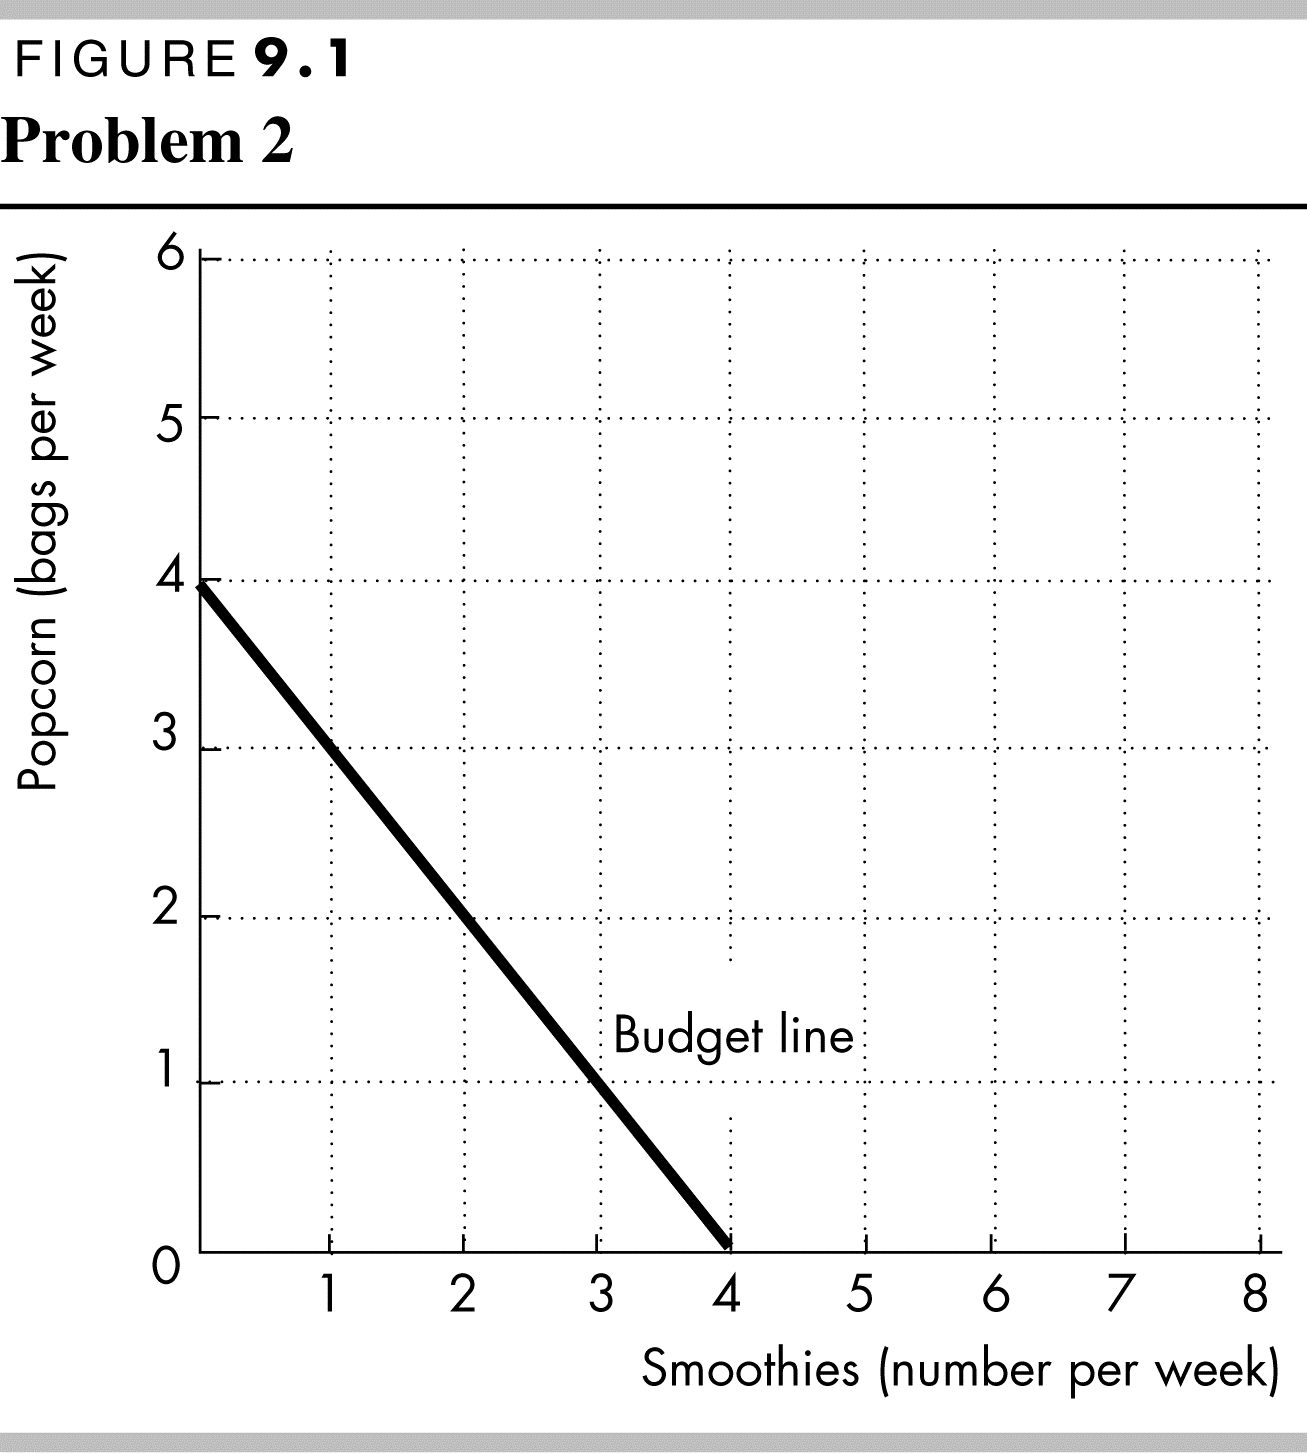 FIGURE 9.1
Problem 2
Popcorn (bags per week)
6
5
4
3
2
1
0
Budget line
1 2 3 4 5 6 7 8
Smoothies (number per week)